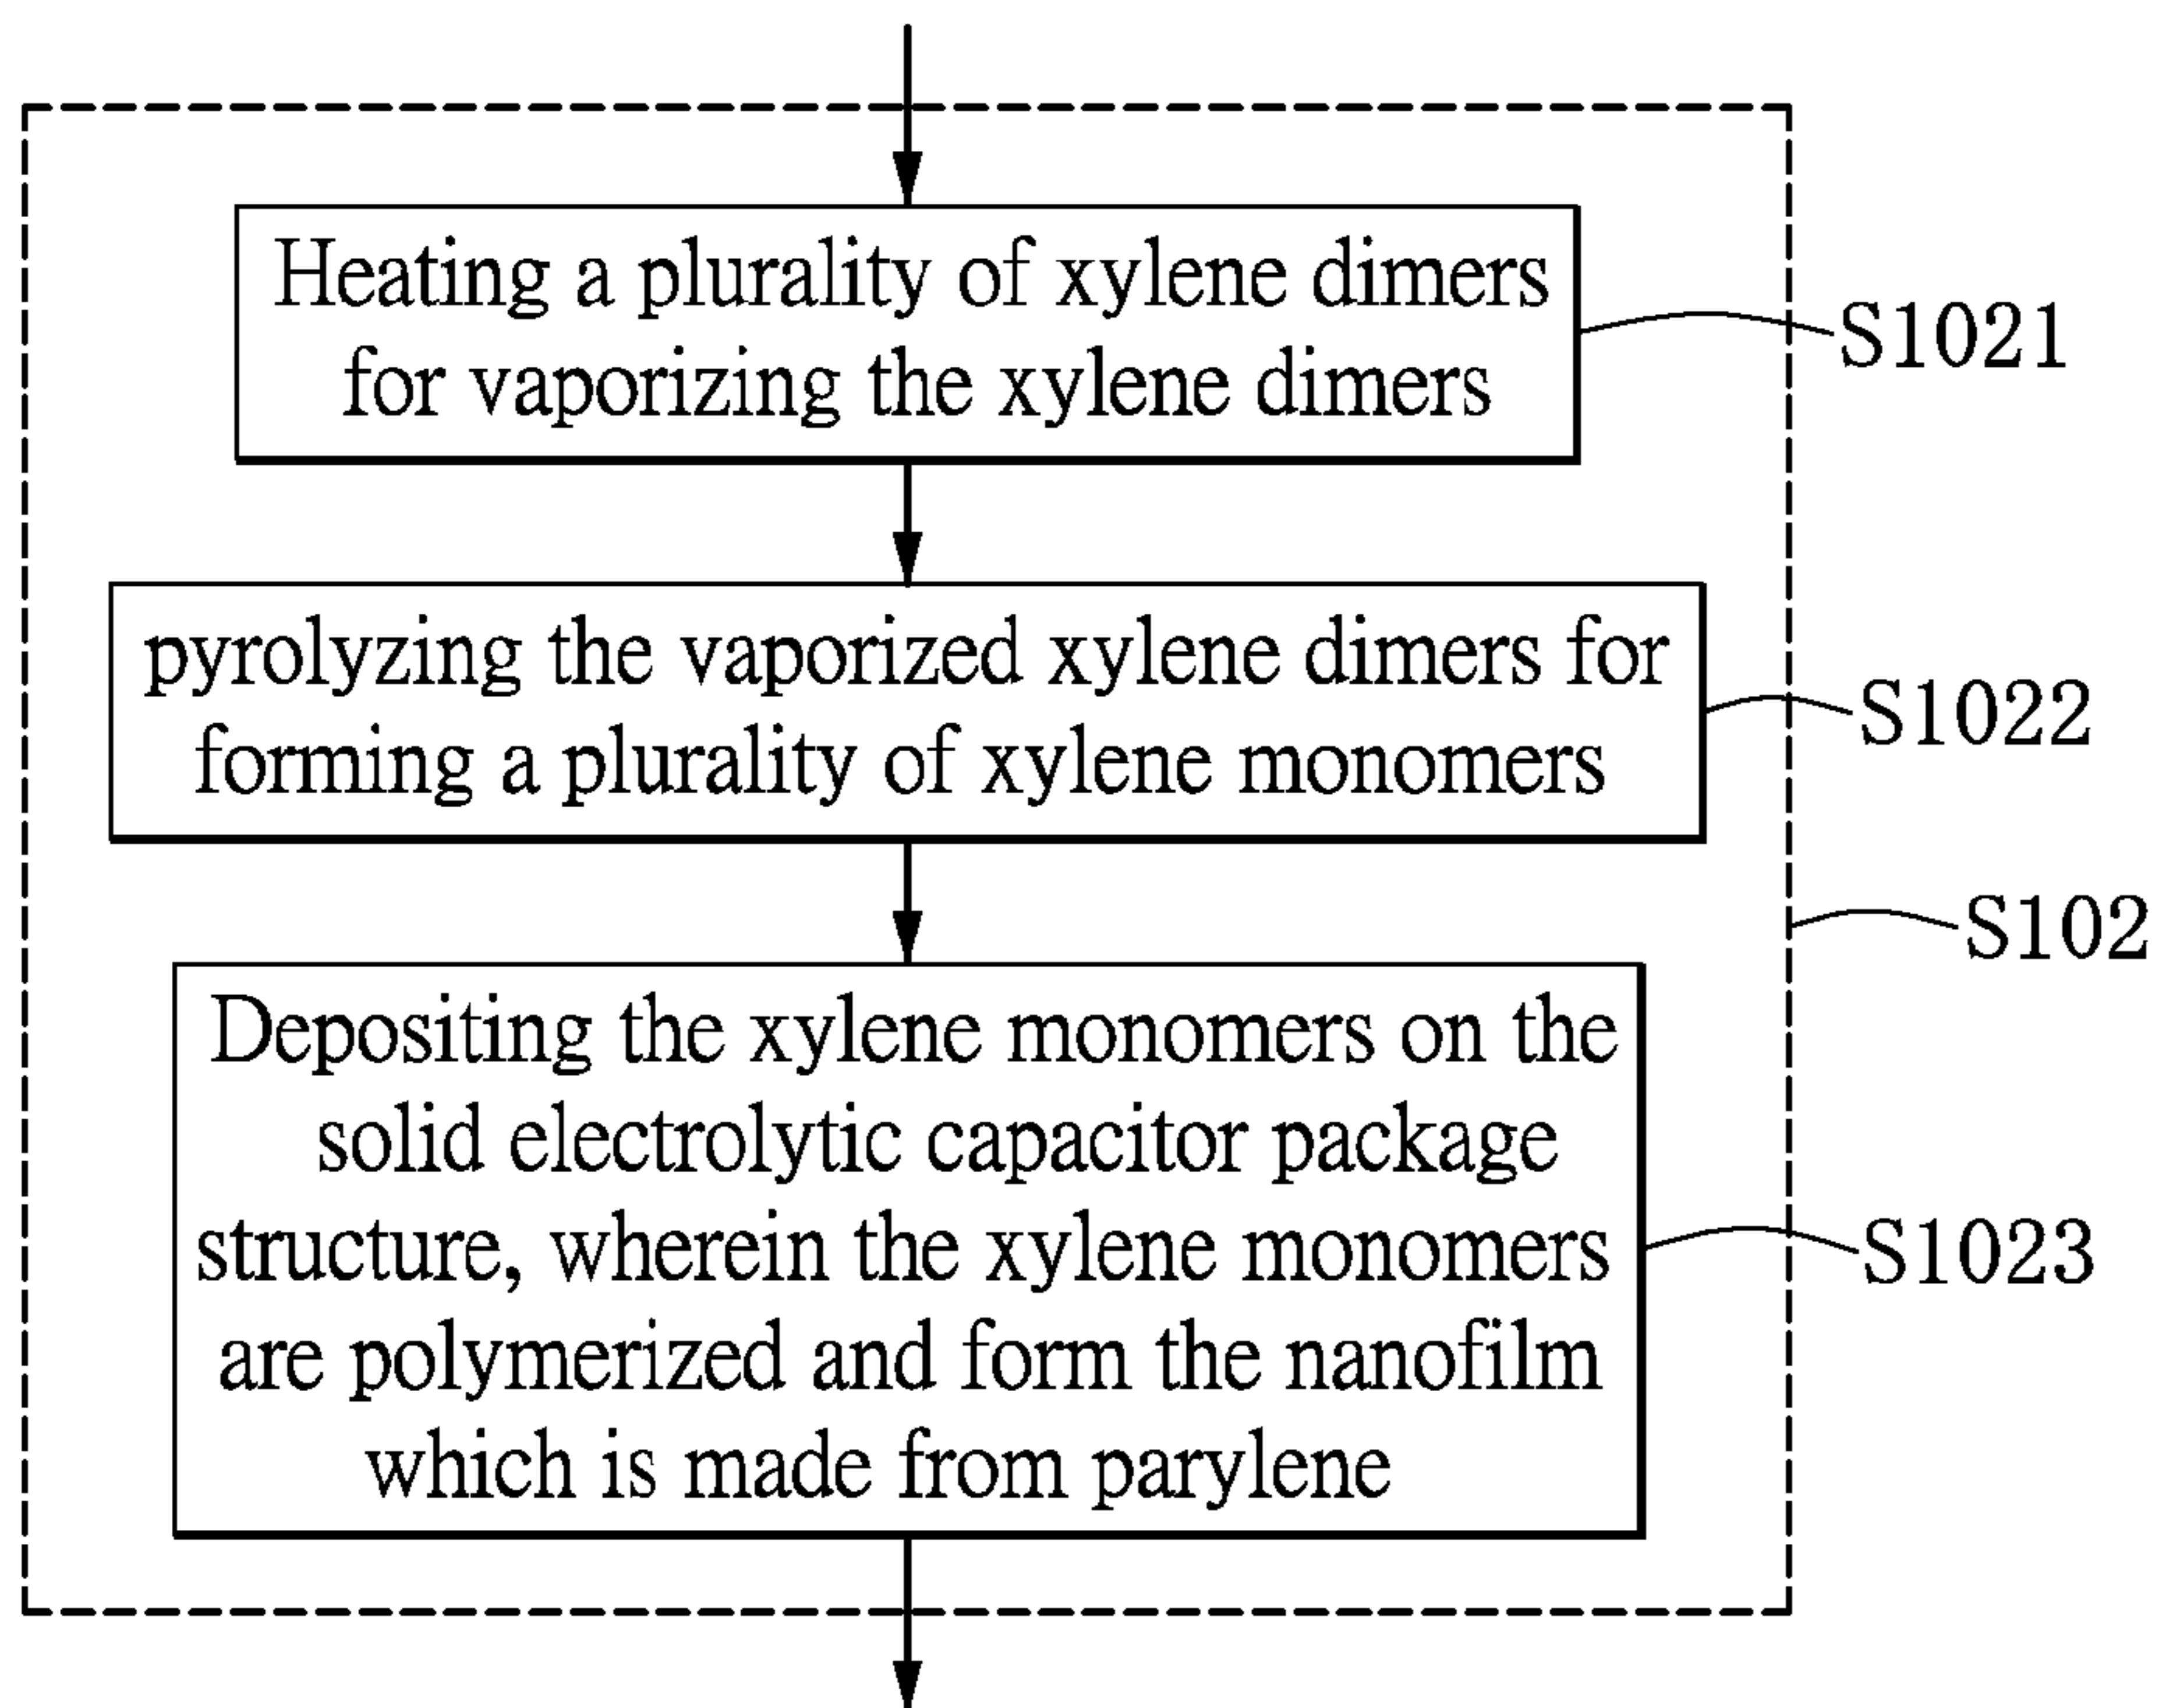 Heating a plurality of xylene dimers
for vaporizing the xylene dimers
S1021
pyrolyzing the vaporized xylene dimers for
forming a plurality of xylene monomers
S1022
S102
Depositing the xylene monomers on the
solid electrolytic capacitor package
structure, wherein the xylene monomers
are polymerized and form the nanofilm
which is made from parylene
S1023